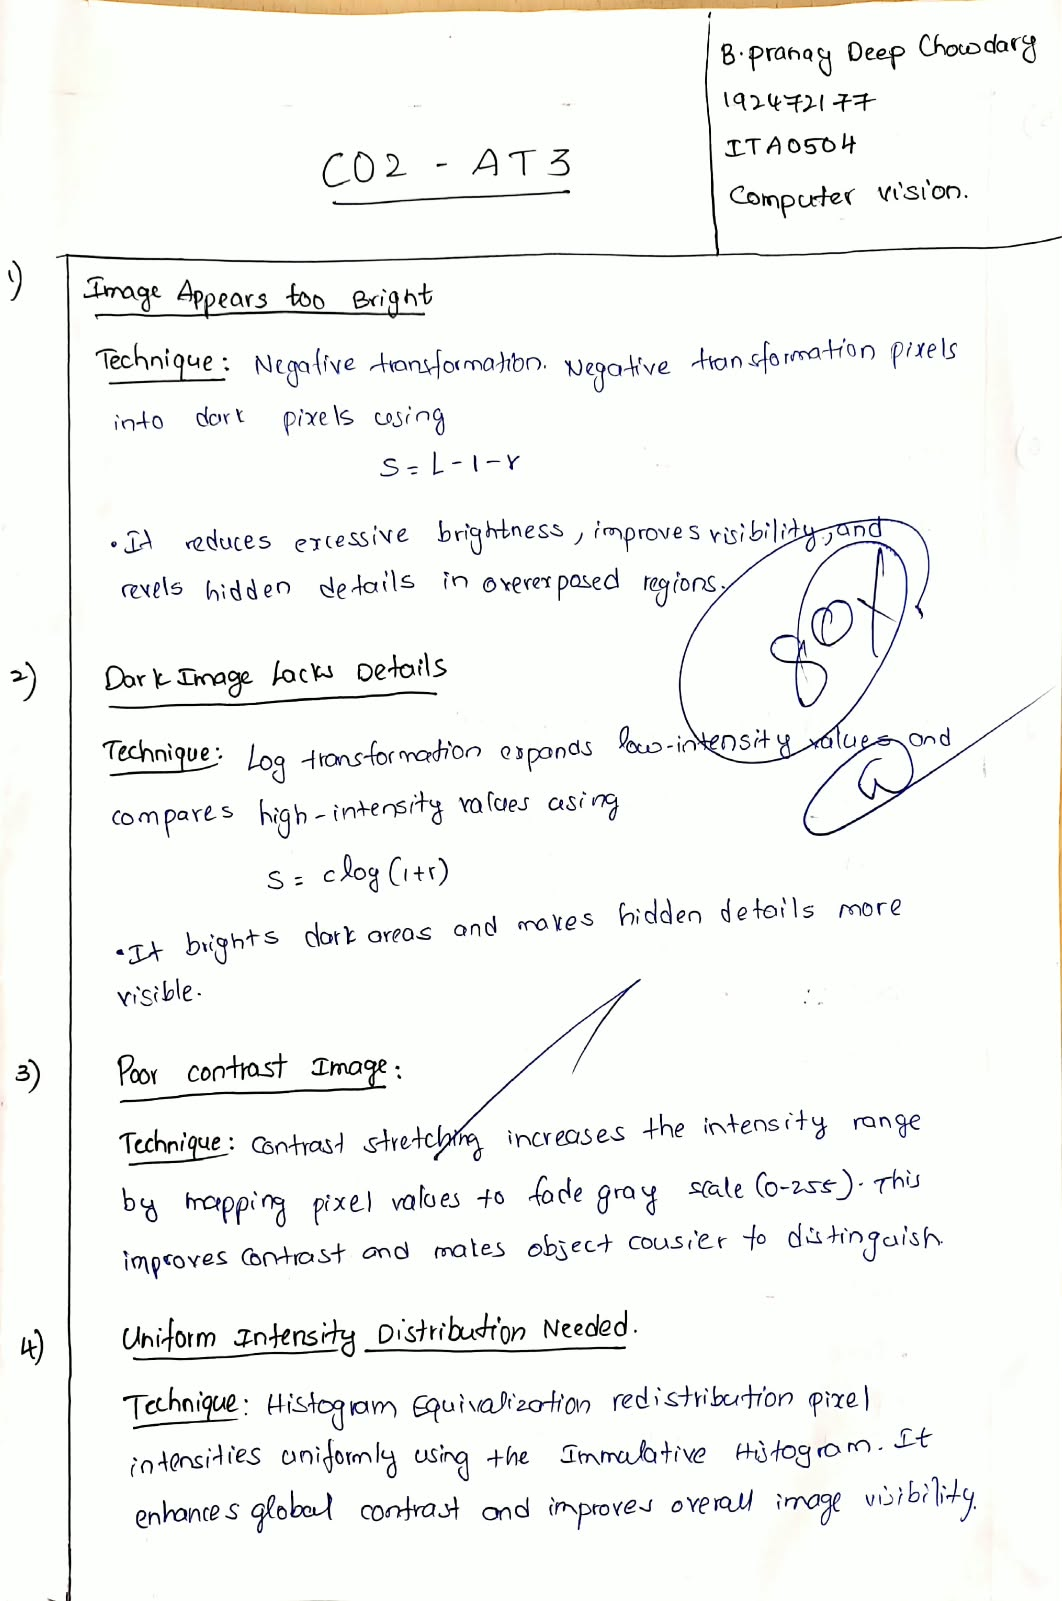 B.pranay Deep Chowdary
192472177
ITA0504
Computer vision.
CO2 - AT3
1)
Image Appears too Bright
Technique: Negative transformation. Negative transformation pixels
into dark pixels using
S = L-1-r
• It reduces excessive brightness, improves visibility, and
revels hidden details in overexposed regions.
80
2)
Dark Image Lacks Details
Technique: Log transformation expands low-intensity values and
compares high-intensity values using
S = clog(1+r)
• It brights dark areas and makes hidden details more
visible.
3)
Poor contrast Image:
Technique: Contrast stretching increases the intensity range
by mapping pixel values to fade gray scale (0-255). This
improves contrast and makes object cousier to distinguish.
4)
Uniform Intensity Distribution Needed.
Technique: Histogram Equivalization redistribution pixel
intensities uniformly using the Immulative Histogram. It
enhances global contrast and improves overall image visibility.